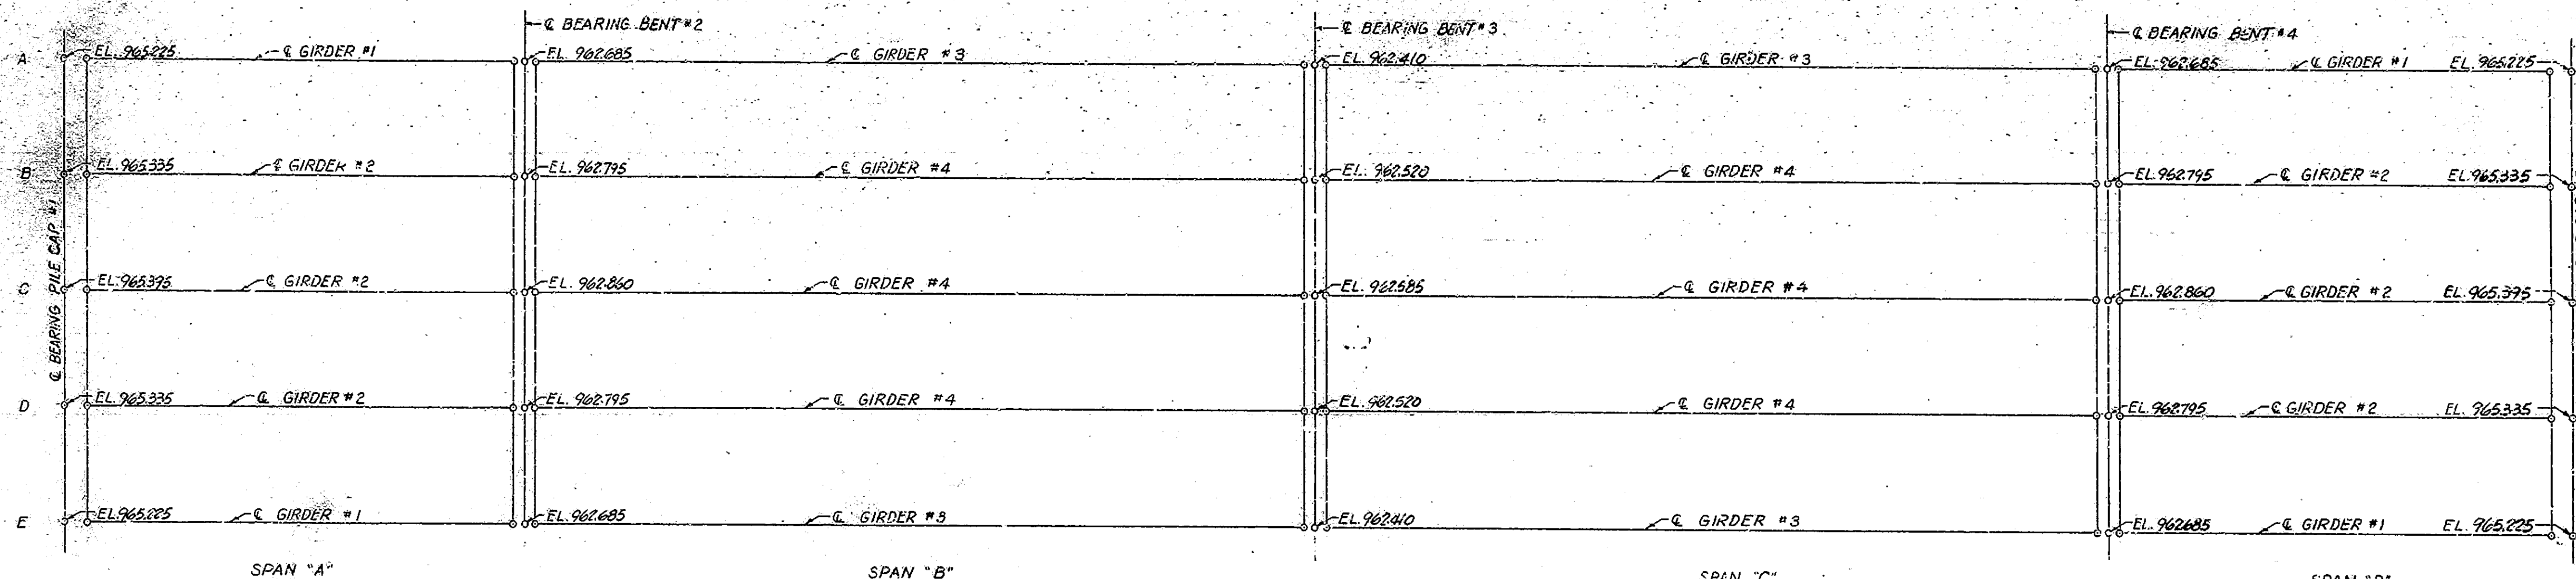 ℄ BEARING BENT #2
℄ BEARING BENT #3
℄ BEARING BENT #4
A
EL. 965.225
℄ GIRDER #1
EL. 962.685
℄ GIRDER #3
EL. 962.410
℄ GIRDER #3
EL. 962.685
℄ GIRDER #1
EL. 965.225
B
EL. 965.335
℄ GIRDER #2
EL. 962.795
℄ GIRDER #4
EL. 962.520
℄ GIRDER #4
EL. 962.795
℄ GIRDER #2
EL. 965.335
℄ BEARING PILE CAP #1
C
EL. 965.395
℄ GIRDER #2
EL. 962.860
℄ GIRDER #4
EL. 962.585
℄ GIRDER #4
EL. 962.860
℄ GIRDER #2
EL. 965.395
D
EL. 965.335
℄ GIRDER #2
EL. 962.795
℄ GIRDER #4
EL. 962.520
℄ GIRDER #4
EL. 962.795
℄ GIRDER #2
EL. 965.335
E
EL. 965.225
℄ GIRDER #1
EL. 962.685
℄ GIRDER #3
EL. 962.410
℄ GIRDER #3
EL. 962.685
℄ GIRDER #1
EL. 965.225
SPAN "A"
SPAN "B"
SPAN "C"
SPAN "D"